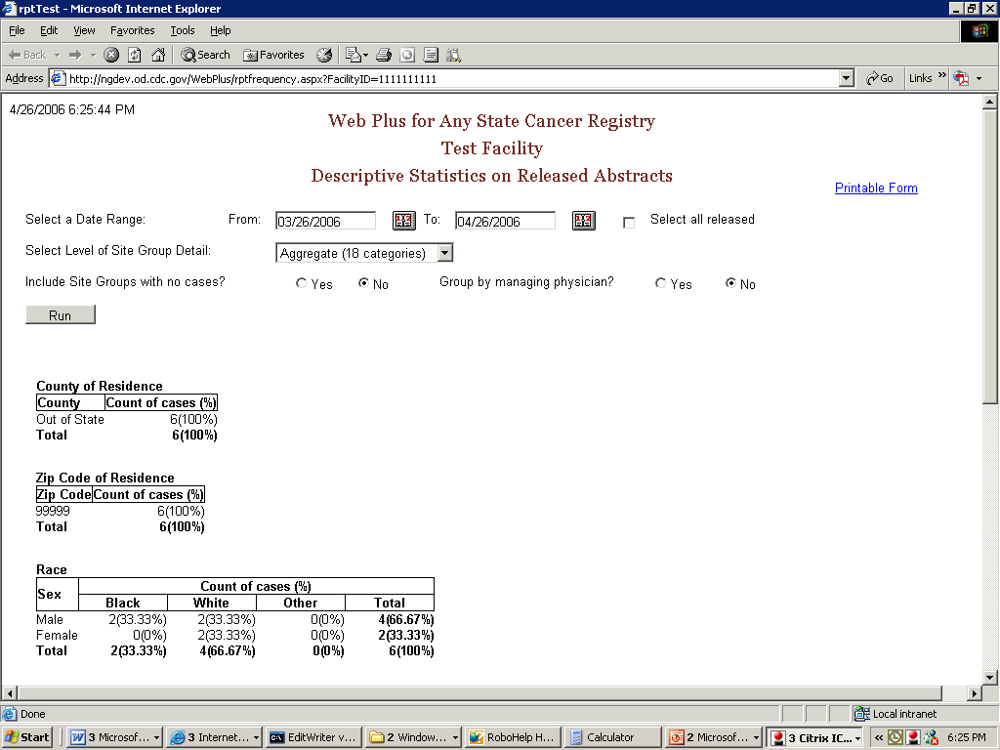 rptTest - Microsoft Internet Explorer
File Edit View Favorites Tools Help
Back Search Favorites
Address http://ngdev.od.cdc.gov/WebPlus/rptfrequency.aspx?FacilityID=1111111111 Go Links »
4/26/2006 6:25:44 PM
Web Plus for Any State Cancer Registry
Test Facility
Descriptive Statistics on Released Abstracts
Printable Form
Select a Date Range: From: 03/26/2006 To: 04/26/2006 Select all released
Select Level of Site Group Detail: Aggregate (18 categories)
Include Site Groups with no cases? Yes No Group by managing physician? Yes No
Run
County of Residence
County Count of cases (%)
Out of State 6(100%)
Total 6(100%)
Zip Code of Residence
Zip Code Count of cases (%)
99999 6(100%)
Total 6(100%)
Race
Sex Count of cases (%)
Black White Other Total
Male 2(33.33%) 2(33.33%) 0(0%) 4(66.67%)
Female 0(0%) 2(33.33%) 0(0%) 2(33.33%)
Total 2(33.33%) 4(66.67%) 0(0%) 6(100%)
Done Local intranet
Start 3 Microsof... 3 Internet... EditWriter v... 2 Window... RoboHelp H... Calculator 2 Microsof... 3 Citrix IC... « 6:25 PM